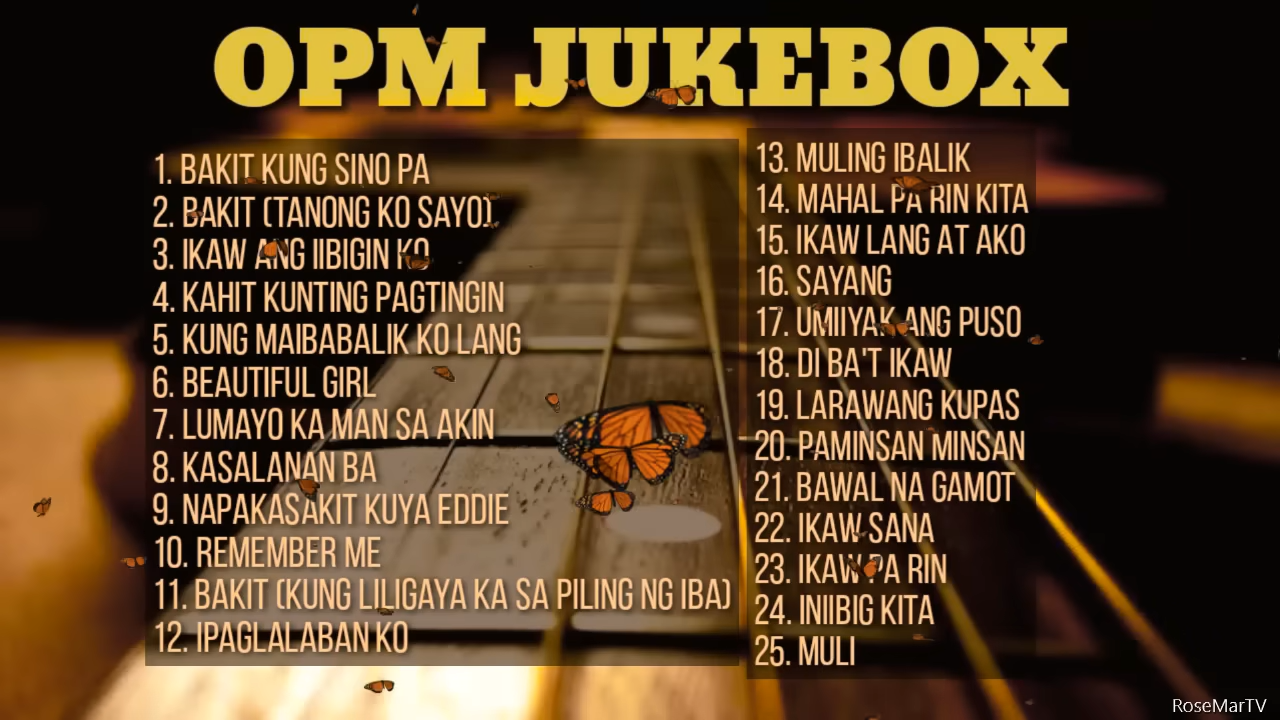 OPM JUKEBOX
1. BAKIT KUNG SINO PA
2. BAKIT (TANONG KO SAYO)
3. IKAW ANG IIBIGIN KO
4. KAHIT KUNTING PAGTINGIN
5. KUNG MAIBABALIK KO LANG
6. BEAUTIFUL GIRL
7. LUMAYO KA MAN SA AKIN
8. KASALANAN BA
9. NAPAKASAKIT KUYA EDDIE
10. REMEMBER ME
11. BAKIT (KUNG LILIGAYA KA SA PILING NG IBA)
12. IPAGLALABAN KO
13. MULING IBALIK
14. MAHAL PA RIN KITA
15. IKAW LANG AT AKO
16. SAYANG
17. UMIIYAK ANG PUSO
18. DI BA'T IKAW
19. LARAWANG KUPAS
20. PAMINSAN MINSAN
21. BAWAL NA GAMOT
22. IKAW SANA
23. IKAW PA RIN
24. INIIBIG KITA
25. MULI
RoseMarTV